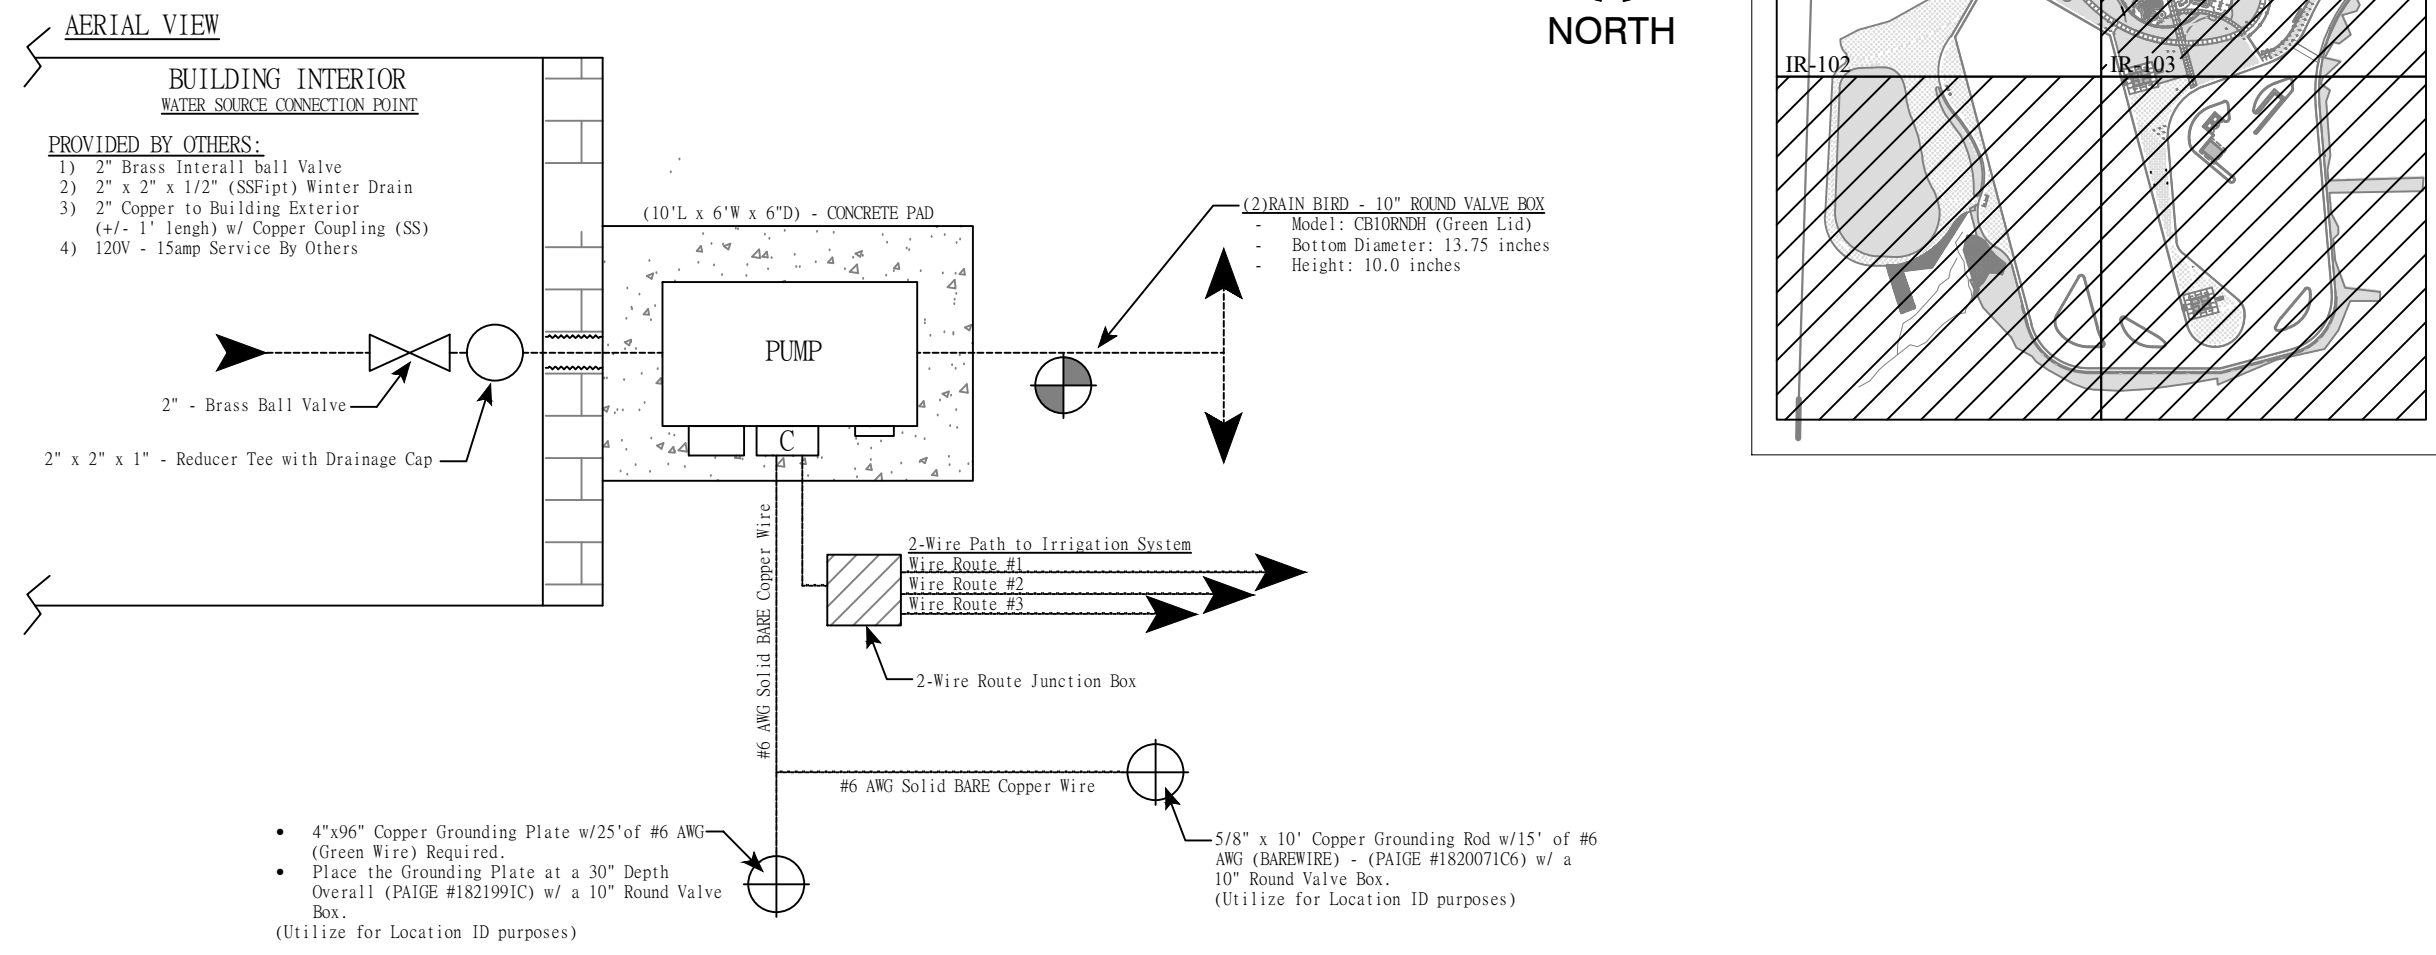 AERIAL VIEW
BUILDING INTERIOR
WATER SOURCE CONNECTION POINT
PROVIDED BY OTHERS:
1) 2" Brass Interall ball Valve
2) 2" x 2" x 1/2" (SSFipt) Winter Drain
3) 2" Copper to Building Exterior
(+/- 1' lengh) w/ Copper Coupling (SS)
4) 120V - 15amp Service By Others
2" - Brass Ball Valve
2" x 2" x 1" - Reducer Tee with Drainage Cap
(10'L x 6'W x 6"D) - CONCRETE PAD
PUMP
C
(2)RAIN BIRD - 10" ROUND VALVE BOX
- Model: CB10RNDH (Green Lid)
- Bottom Diameter: 13.75 inches
- Height: 10.0 inches
NORTH
IR-102
IR-103
#6 AWG Solid BARE Copper Wire
2-Wire Path to Irrigation System
Wire Route #1
Wire Route #2
Wire Route #3
2-Wire Route Junction Box
#6 AWG Solid BARE Copper Wire
• 4"x96" Copper Grounding Plate w/25'of #6 AWG
(Green Wire) Required.
• Place the Grounding Plate at a 30" Depth
Overall (PAIGE #182199IC) w/ a 10" Round Valve
Box.
(Utilize for Location ID purposes)
5/8" x 10' Copper Grounding Rod w/15' of #6
AWG (BAREWIRE) - (PAIGE #1820071C6) w/ a
10" Round Valve Box.
(Utilize for Location ID purposes)